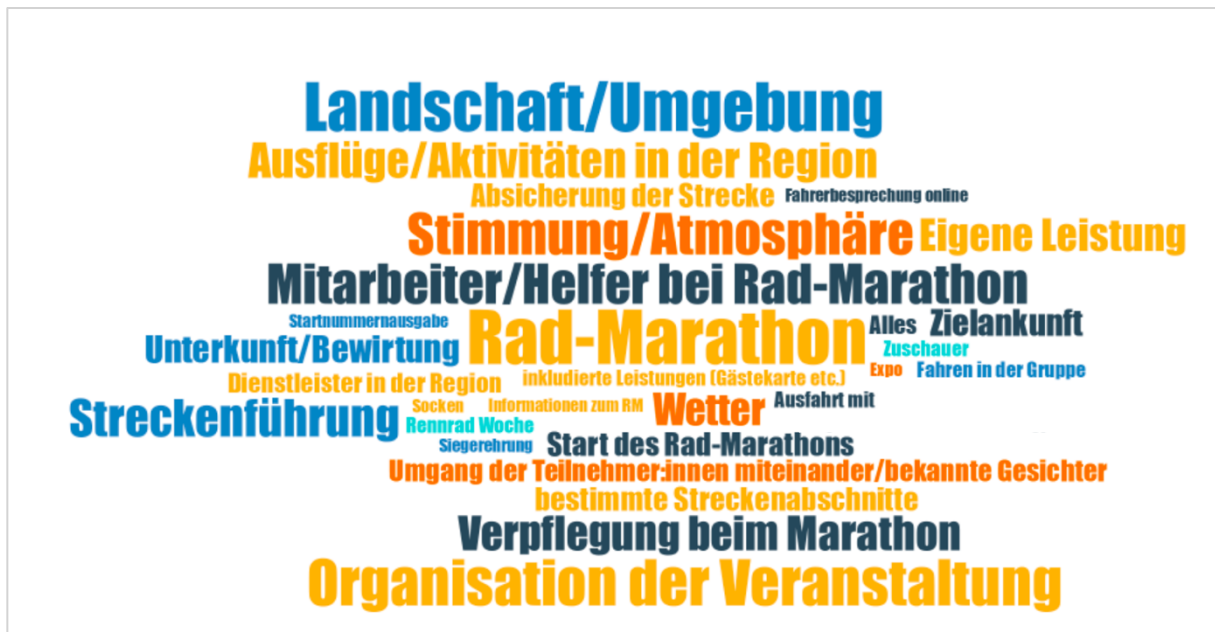 Landschaft/Umgebung
Ausflüge/Aktivitäten in der Region
Absicherung der Strecke Fahrerbesprechung online
Stimmung/Atmosphäre Eigene Leistung
Mitarbeiter/Helfer bei Rad-Marathon
Startnummernausgabe Rad-Marathon Alles Zielankunft
Unterkunft/Bewirtung Zuschauer
Expo Fahren in der Gruppe
Dienstleister in der Region inkludierte Leistungen (Gästekarte etc.)
Streckenführung Socken Informationen zum RM Wetter Ausfahrt mit
Rennrad Woche
Siegerehrung Start des Rad-Marathons
Umgang der Teilnehmer:innen miteinander/bekannte Gesichter
bestimmte Streckenabschnitte
Verpflegung beim Marathon
Organisation der Veranstaltung